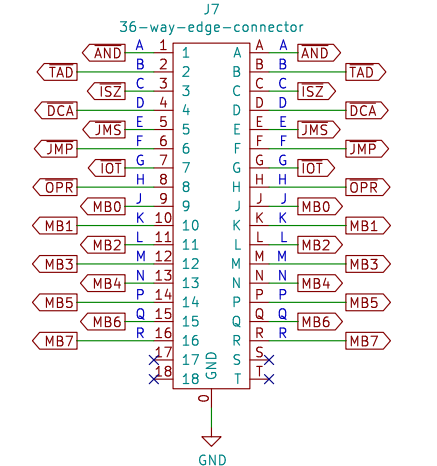 J7
36-way-edge-connector
AND A 1 1 A A A AND
TAD B 2 2 B B B TAD
ISZ C 3 3 C C C ISZ
DCA D 4 4 D D D DCA
JMS E 5 5 E E E JMS
JMP F 6 6 F F F JMP
IOT G 7 7 G G G IOT
OPR H 8 8 H H H OPR
MB0 J 9 9 J J J MB0
MB1 K 10 10 K K K MB1
MB2 L 11 11 L L L MB2
MB3 M 12 12 M M M MB3
MB4 N 13 13 N N N MB4
MB5 P 14 14 P P P MB5
MB6 Q 15 15 Q Q Q MB6
MB7 R 16 16 R R R MB7
17 17 S S
18 18 T T
GND
0
GND